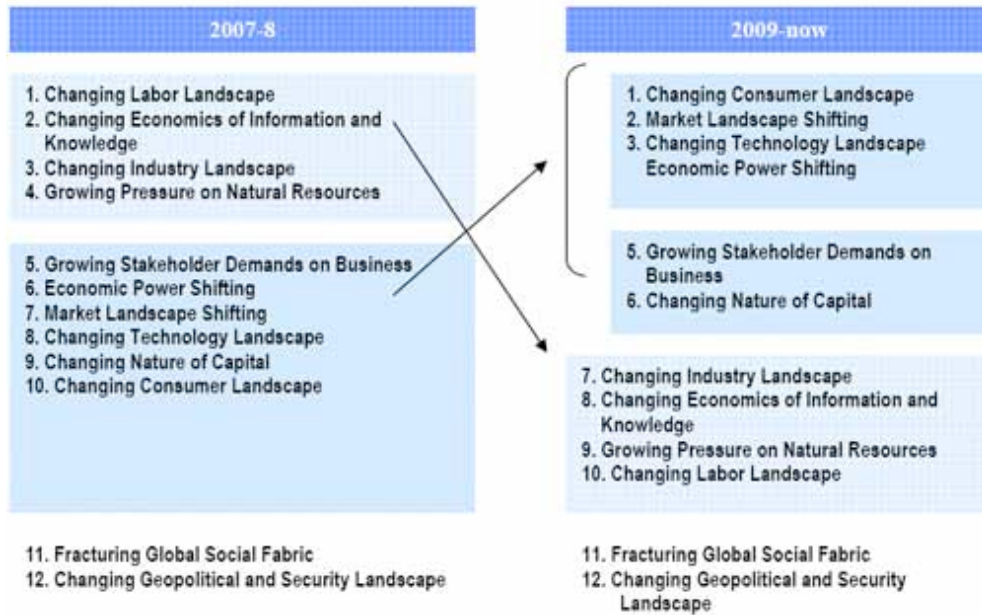 2007-8
1. Changing Labor Landscape
2. Changing Economics of Information and
Knowledge
3. Changing Industry Landscape
4. Growing Pressure on Natural Resources
5. Growing Stakeholder Demands on Business
6. Economic Power Shifting
7. Market Landscape Shifting
8. Changing Technology Landscape
9. Changing Nature of Capital
10. Changing Consumer Landscape
11. Fracturing Global Social Fabric
12. Changing Geopolitical and Security Landscape
2009-now
1. Changing Consumer Landscape
2. Market Landscape Shifting
3. Changing Technology Landscape
Economic Power Shifting
5. Growing Stakeholder Demands on
Business
6. Changing Nature of Capital
7. Changing Industry Landscape
8. Changing Economics of Information and
Knowledge
9. Growing Pressure on Natural Resources
10. Changing Labor Landscape
11. Fracturing Global Social Fabric
12. Changing Geopolitical and Security
Landscape